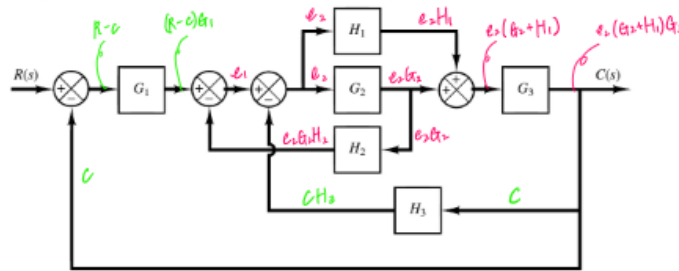 R-C
(R-C)G₁
e₂
H₁
e₂H₁
e₂(G₂+H₁)
e₂(G₂+H₁)G₃
R(s)
+
−
G₁
+
−
e₁
+
−
e₂
G₂
e₂G₂
+
+
G₃
C(s)
e₂G₂H₂
H₂
e₂G₂
C
CH₃
H₃
C